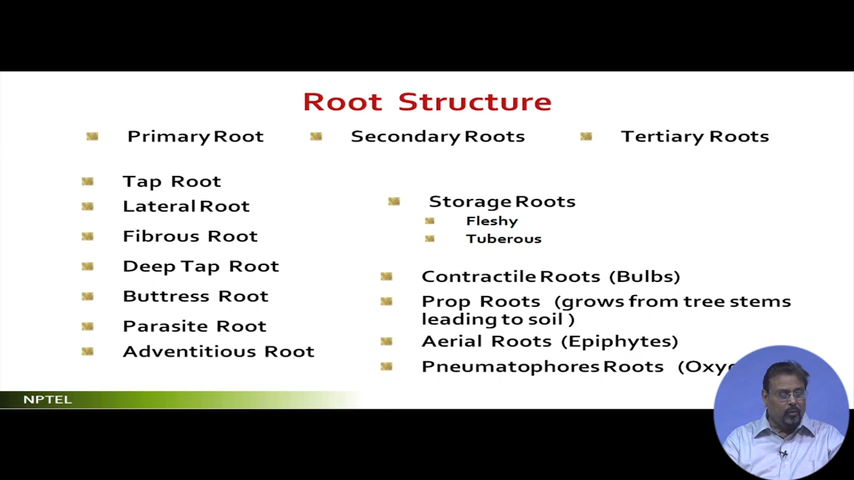 Root Structure
Primary Root
Secondary Roots
Tertiary Roots
Tap Root
Lateral Root
Fibrous Root
Deep Tap Root
Buttress Root
Parasite Root
Adventitious Root
Storage Roots
Fleshy
Tuberous
Contractile Roots (Bulbs)
Prop Roots (grows from tree stems
leading to soil )
Aerial Roots (Epiphytes)
Pneumatophores Roots
NPTEL